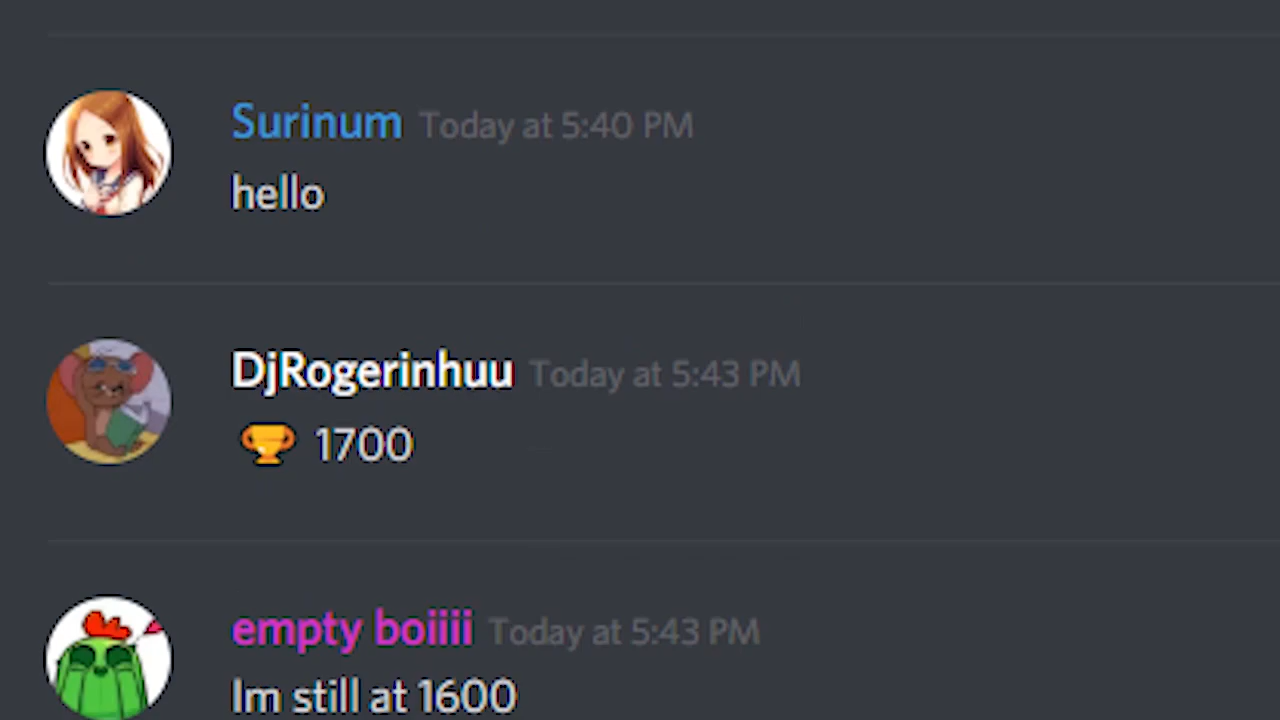 Surinum Today at 5:40 PM
hello
DjRogerinhuu Today at 5:43 PM
🏆 1700
empty boiiii Today at 5:43 PM
Im still at 1600